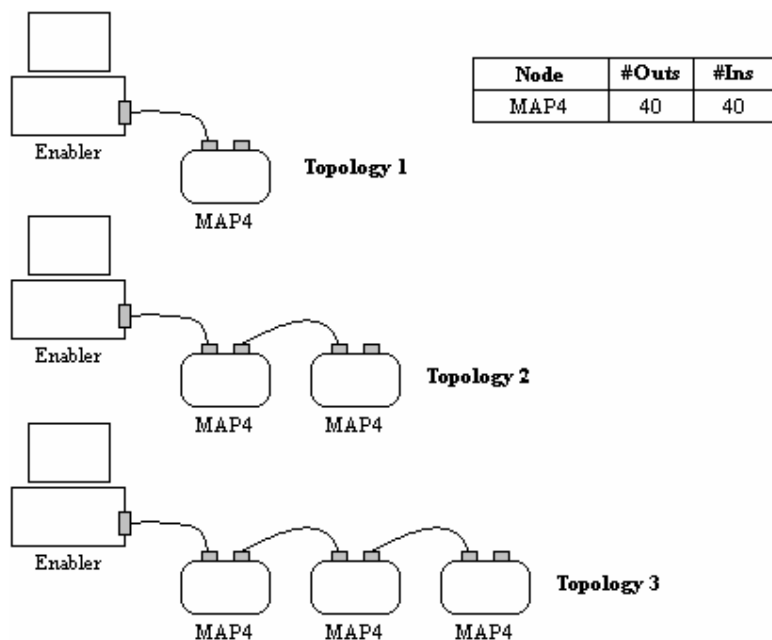 Node #Outs #Ins
MAP4 40 40
Enabler
Topology 1
MAP4
Enabler
Topology 2
MAP4 MAP4
Enabler
Topology 3
MAP4 MAP4 MAP4